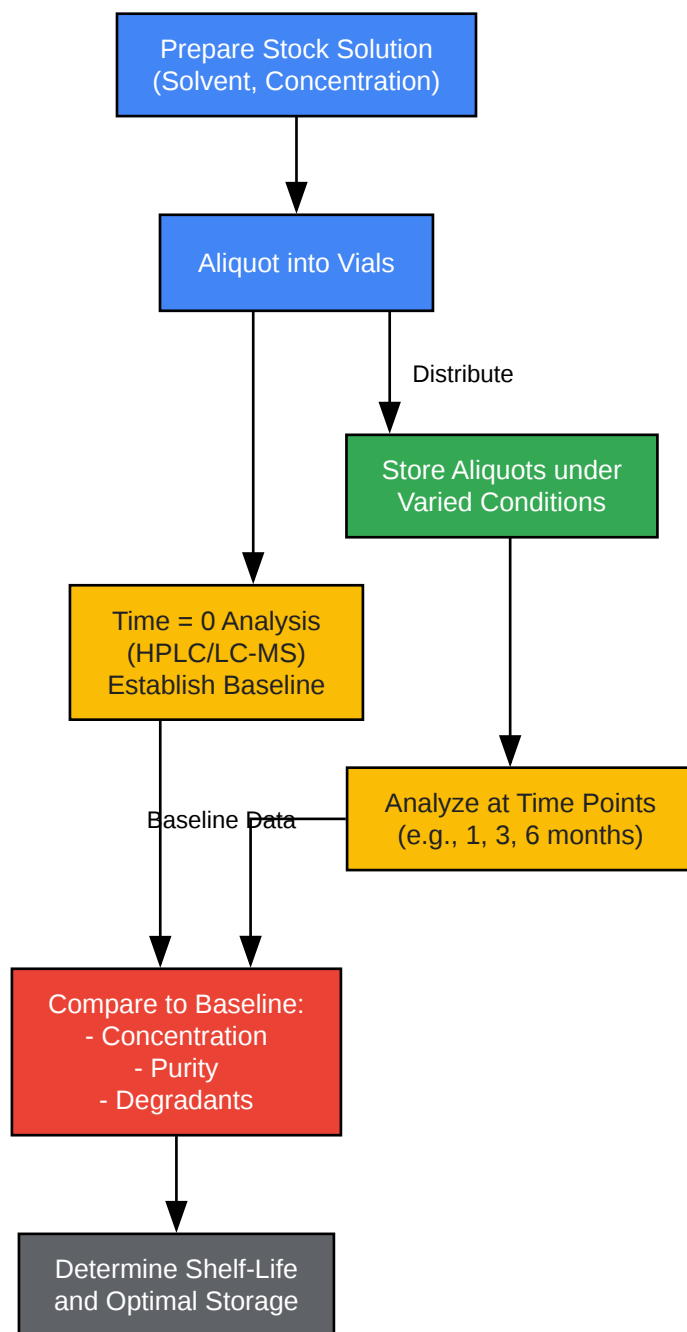 Prepare Stock Solution
(Solvent, Concentration)
Aliquot into Vials
Distribute
Store Aliquots under
Varied Conditions
Time = 0 Analysis
(HPLC/LC-MS)
Establish Baseline
Analyze at Time Points
(e.g., 1, 3, 6 months)
Baseline Data
Compare to Baseline:
- Concentration
- Purity
- Degradants
Determine Shelf-Life
and Optimal Storage